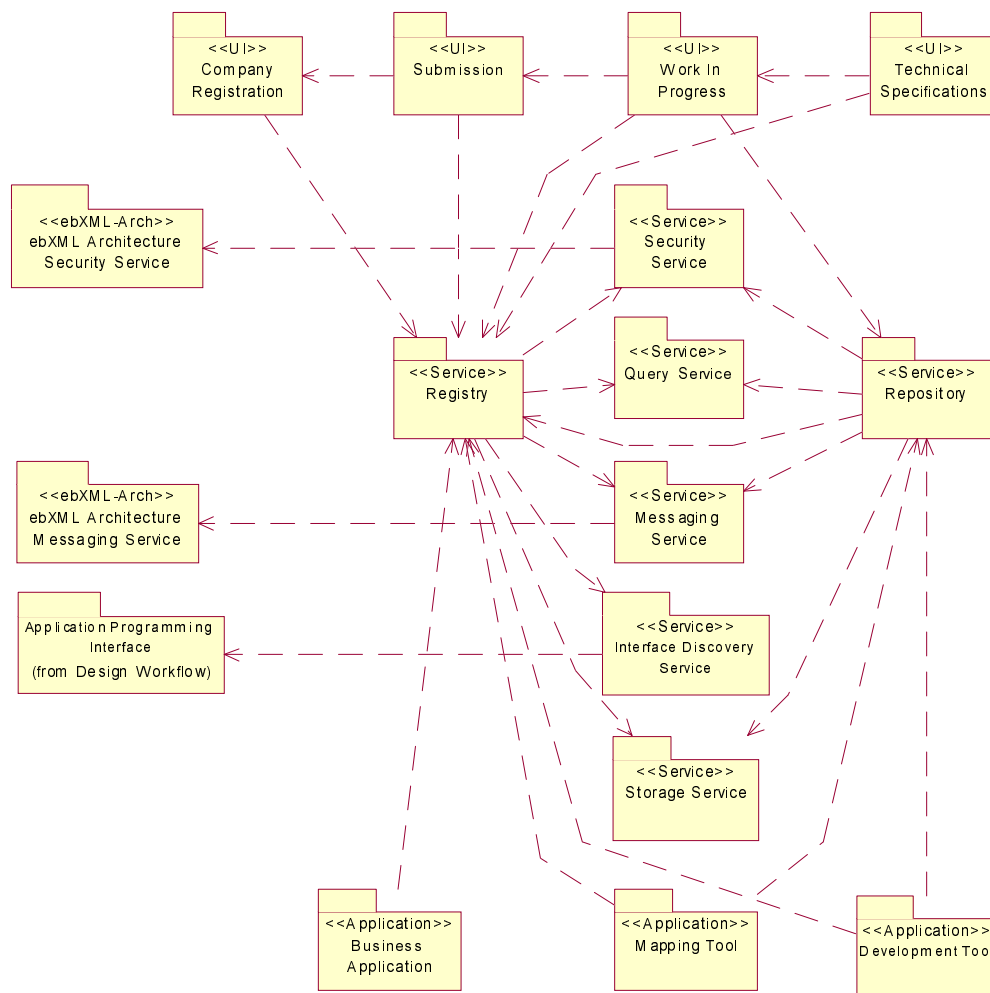 <<UI>>
Company
Registration
<<UI>>
Submission
<<UI>>
Work In
Progress
<<UI>>
Technical
Specifications
<<ebXML-Arch>>
ebXML Architecture
Security Service
<<Service>>
Security
Service
<<Service>>
Registry
<<Service>>
Query Service
<<Service>>
Repository
<<ebXML-Arch>>
ebXML Architecture
Messaging Service
<<Service>>
Messaging
Service
Application Programming
Interface
(from Design Workflow)
<<Service>>
Interface Discovery
Service
<<Service>>
Storage Service
<<Application>>
Business
Application
<<Application>>
Mapping Tool
<<Application>>
Development Too